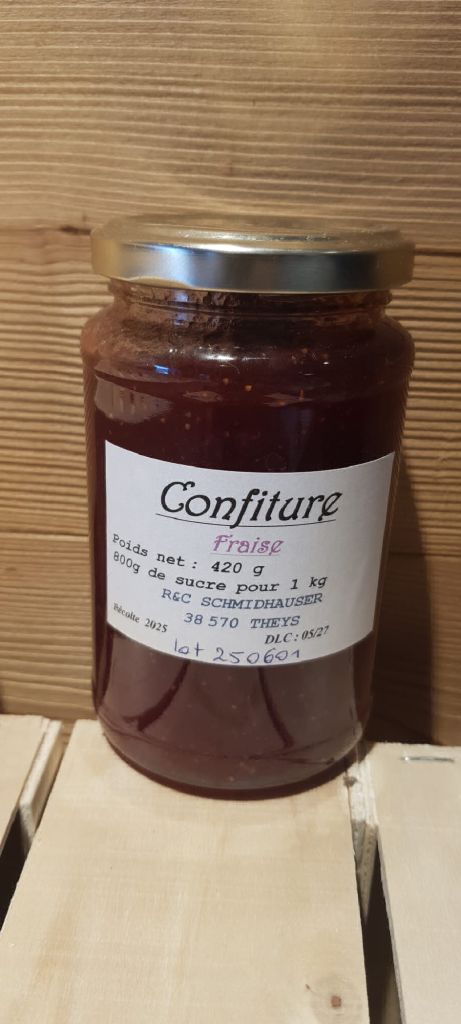 Confiture
Fraise
Poids net : 420 g
800g de sucre pour 1 kg
R&C SCHMIDHAUSER
38 570 THEYS
Récolte 2025
DLC : 05/27
lot 250601